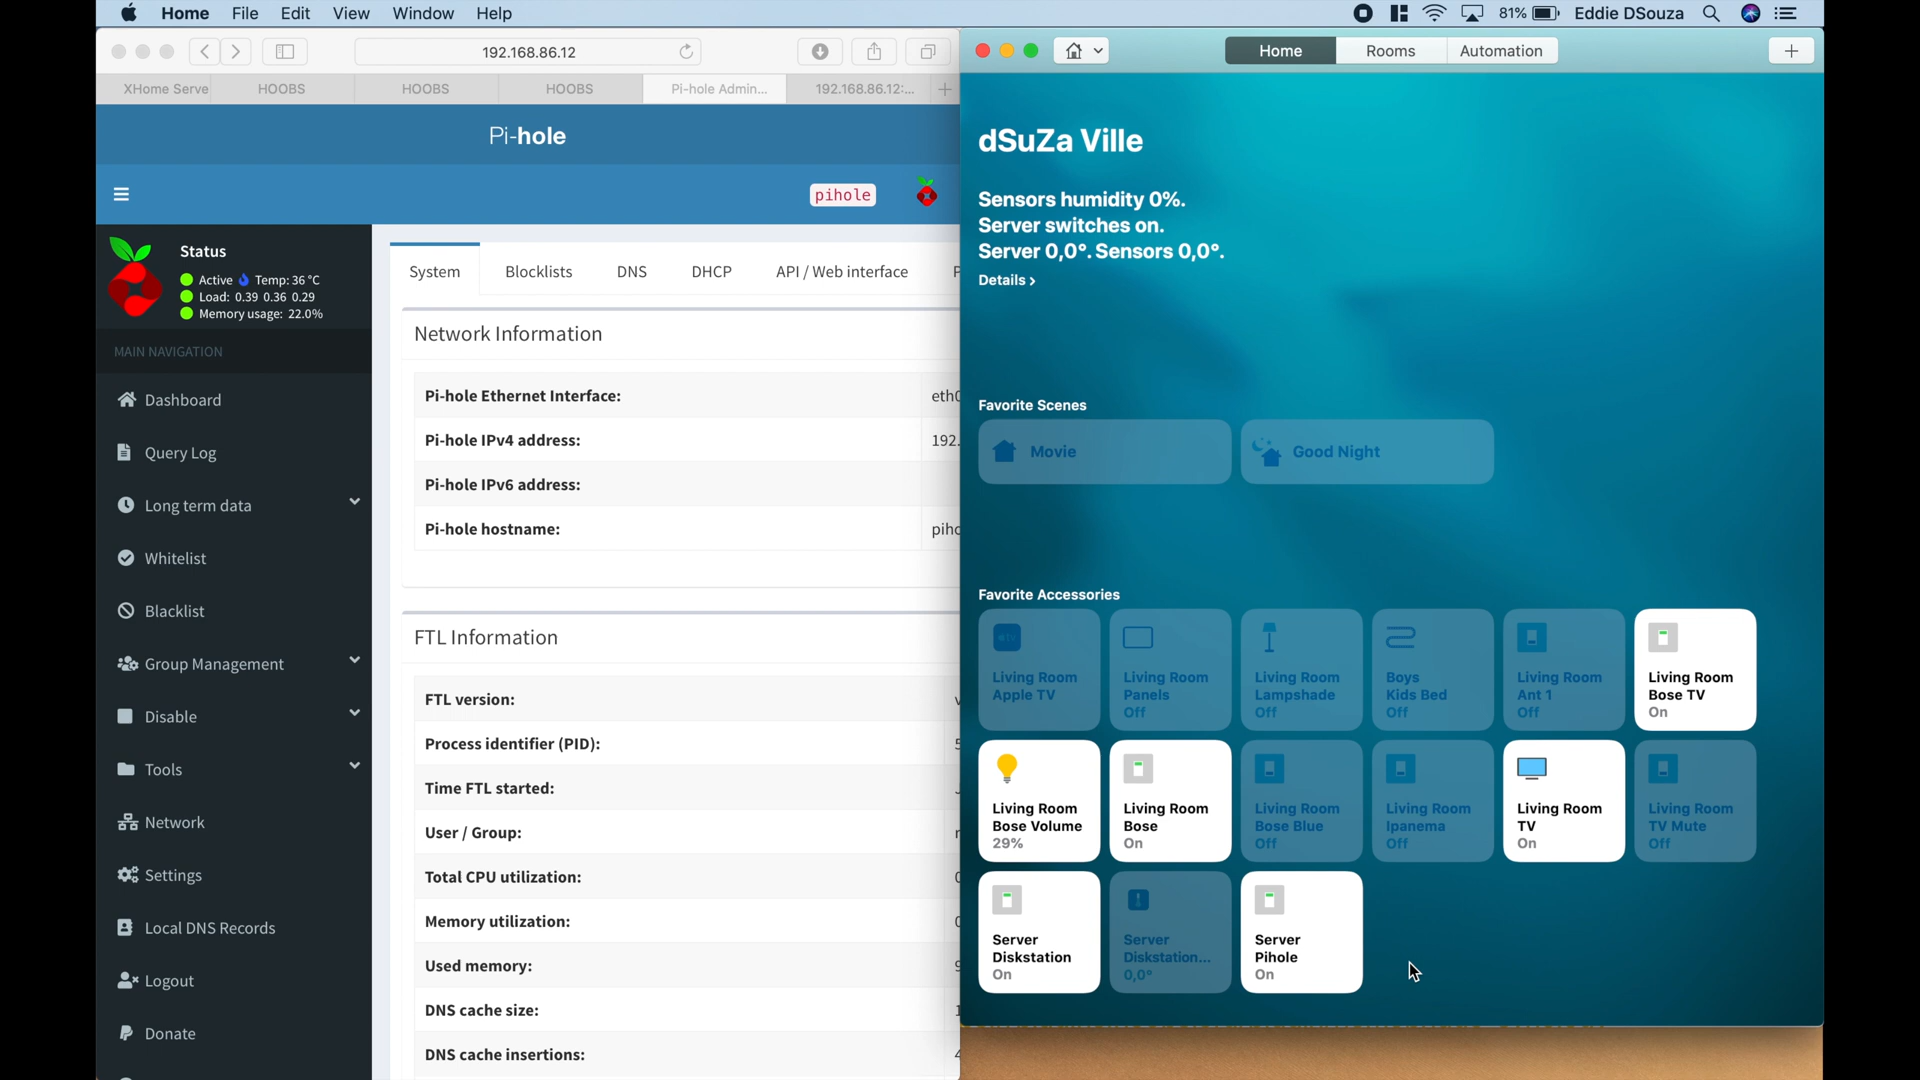 Home File Edit View Window Help
81% Eddie DSouza
192.168.86.12
XHome Serve HOOBS HOOBS HOOBS Pi-hole Admin... 192.168.86.12:...
Pi-hole
pihole
Status
Active Temp: 36 °C
Load: 0.39 0.36 0.29
Memory usage: 22.0%
MAIN NAVIGATION
Dashboard
Query Log
Long term data
Whitelist
Blacklist
Group Management
Disable
Tools
Network
Settings
Local DNS Records
Logout
Donate
System Blocklists DNS DHCP API / Web interface P
Network Information
Pi-hole Ethernet Interface: eth0
Pi-hole IPv4 address: 192.
Pi-hole IPv6 address:
Pi-hole hostname: piho
FTL Information
FTL version: v
Process identifier (PID): 5
Time FTL started:
User / Group:
Total CPU utilization: 0
Memory utilization: 0
Used memory: 9
DNS cache size: 1
DNS cache insertions: 4
Home Rooms Automation
dSuZa Ville
Sensors humidity 0%.
Server switches on.
Server 0,0°. Sensors 0,0°.
Details ›
Favorite Scenes
Movie Good Night
Favorite Accessories
tv
Living Room
Apple TV
Living Room
Panels
Off
Living Room
Lampshade
Off
Boys
Kids Bed
Off
Living Room
Ant 1
Off
Living Room
Bose TV
On
Living Room
Bose Volume
29%
Living Room
Bose
On
Living Room
Bose Blue
Off
Living Room
Ipanema
Off
Living Room
TV
On
Living Room
TV Mute
Off
Server
Diskstation
On
Server
Diskstation...
0,0°
Server
Pihole
On